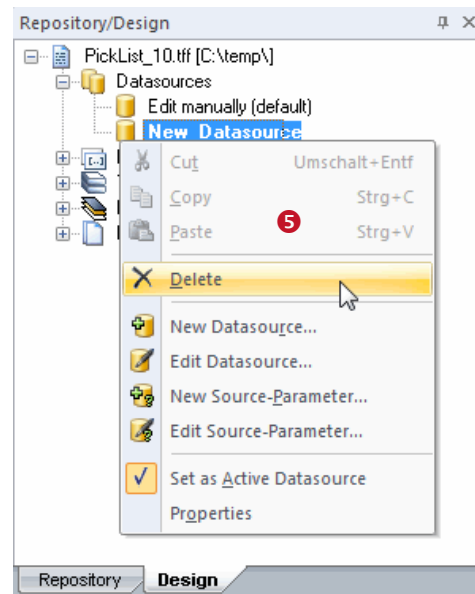 Repository/Design
PickList_10.tff [C:\temp\]
Datasources
Edit manually (default)
New Datasource
Cut Umschalt+Entf
Copy Strg+C
Paste Strg+V
5
Delete
New Datasource...
Edit Datasource...
New Source-Parameter...
Edit Source-Parameter...
Set as Active Datasource
Properties
Repository Design